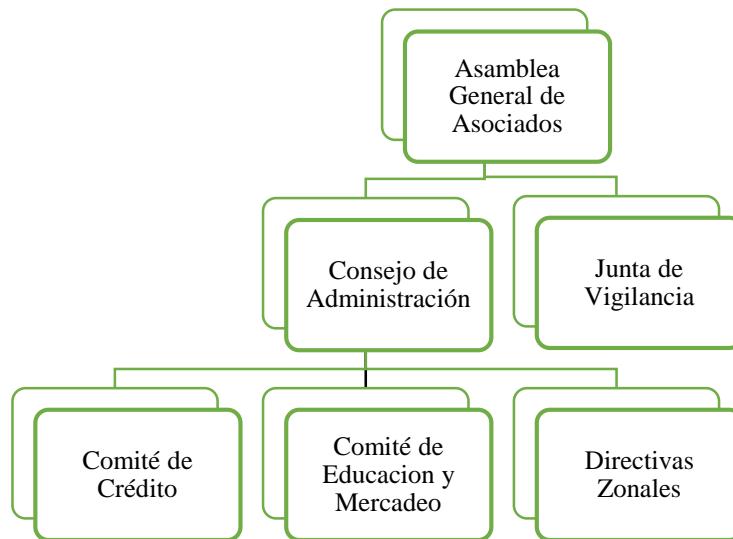 Asamblea
General de
Asociados
Consejo de
Administración
Junta de
Vigilancia
Comité de
Crédito
Comité de
Educacion y
Mercadeo
Directivas
Zonales